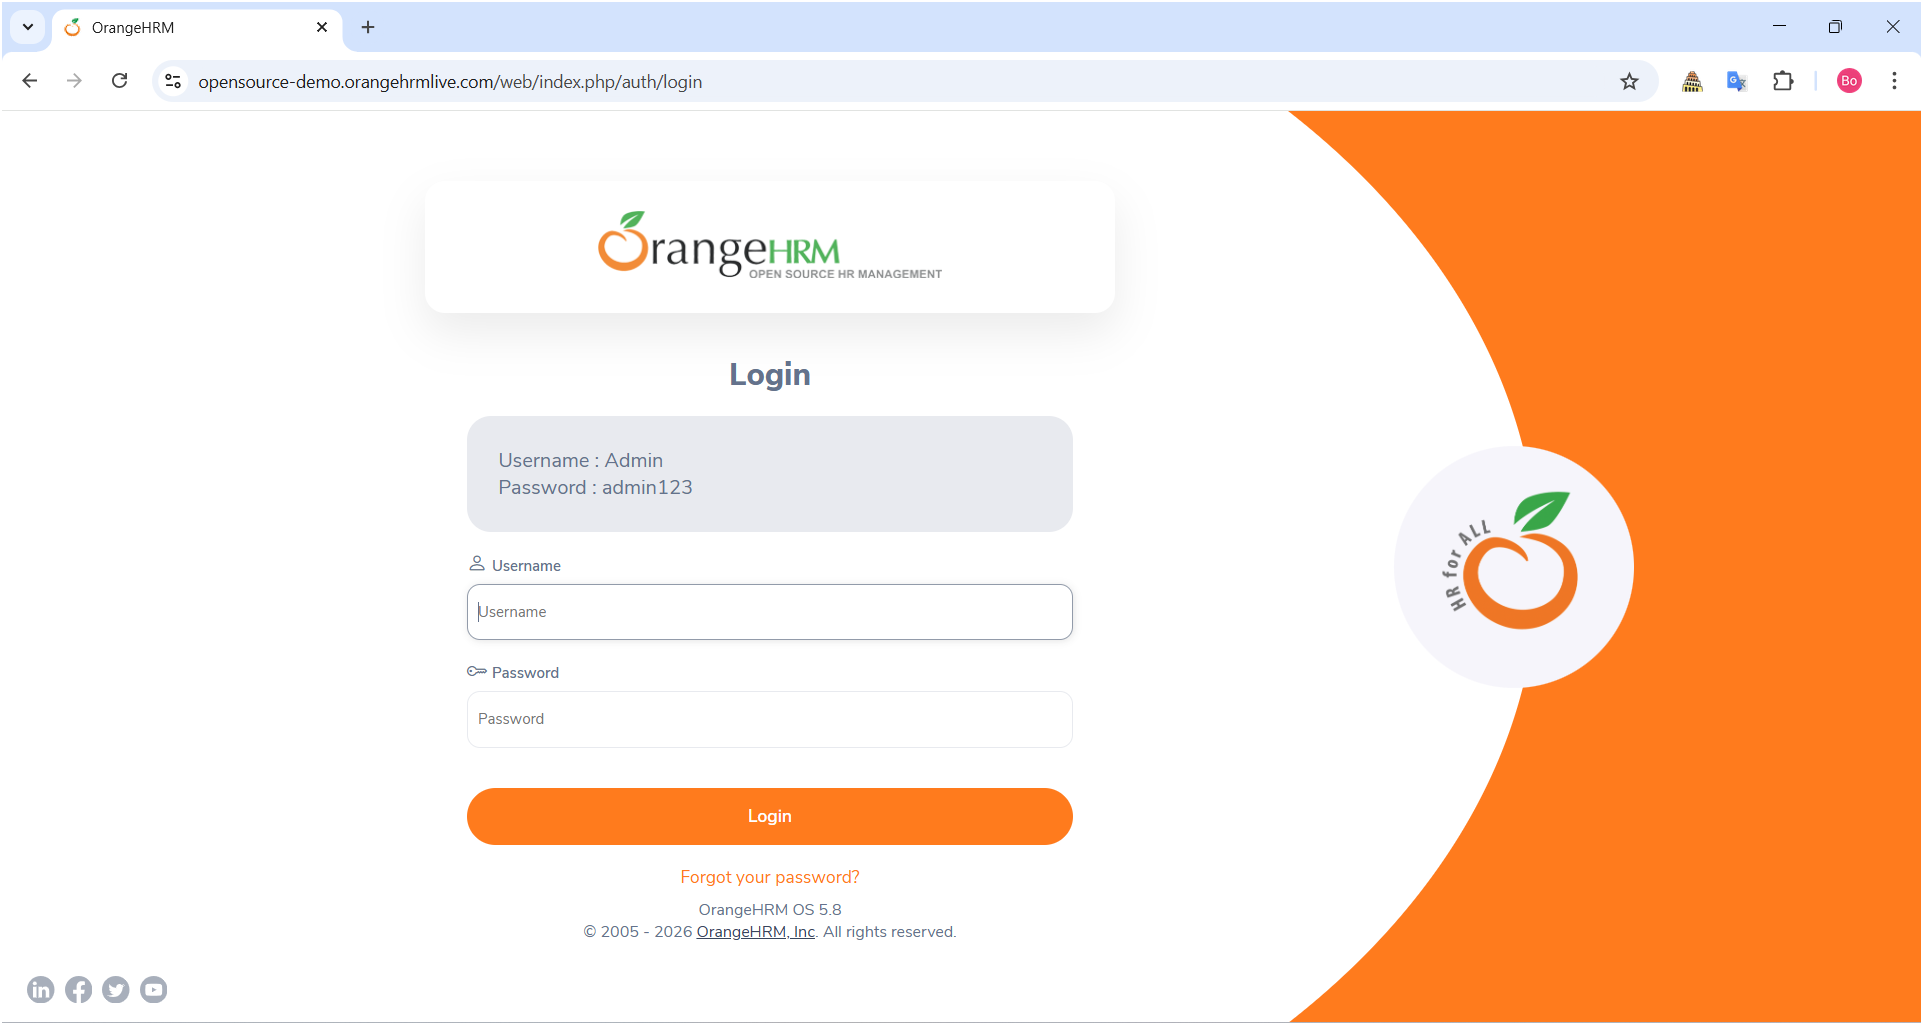 OrangeHRM
opensource-demo.orangehrmlive.com/web/index.php/auth/login
Bo
OrangeHRM
OPEN SOURCE HR MANAGEMENT
Login
Username : Admin
Password : admin123
Username
Username
Password
Password
Login
Forgot your password?
OrangeHRM OS 5.8
© 2005 - 2026 OrangeHRM, Inc. All rights reserved.
HR for ALL